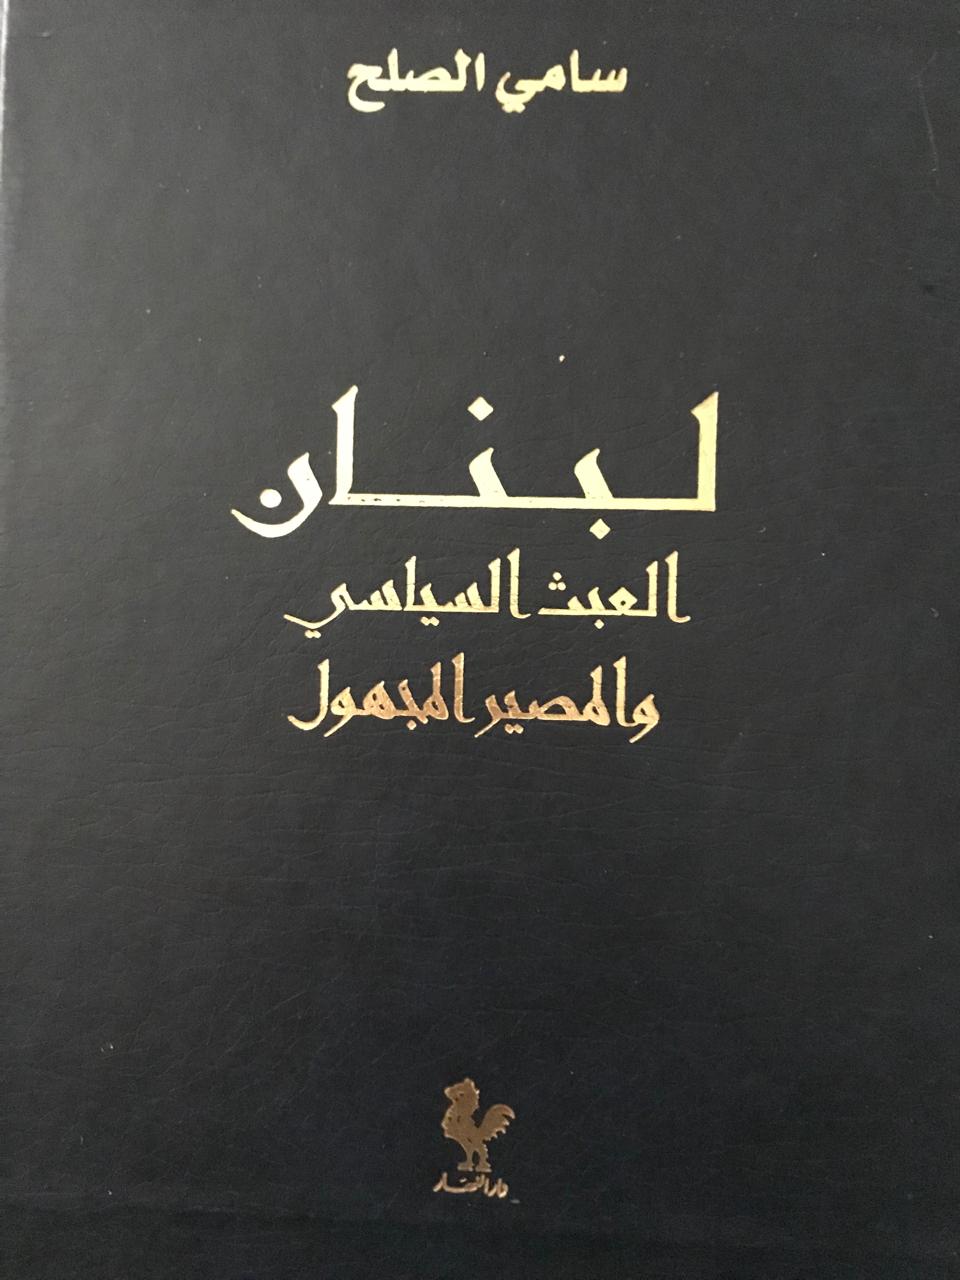 سامي الصلح
لبنان
العبث السياسي
والمصير المجهول
دار النهار